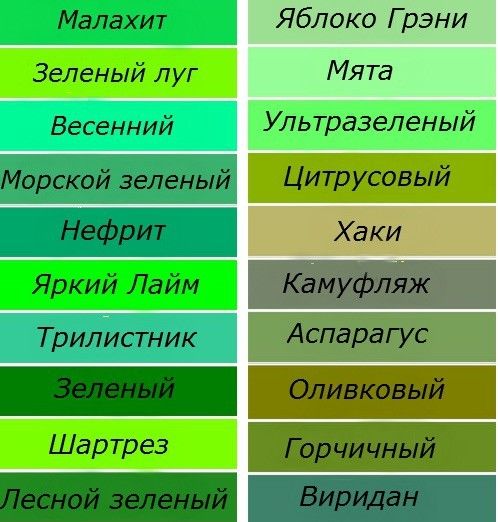 Малахит
Зеленый луг
Весенний
Морской зеленый
Нефрит
Яркий Лайм
Трилистник
Зеленый
Шартрез
Лесной зеленый
Яблоко Грэни
Мята
Ультразеленый
Цитрусовый
Хаки
Камуфляж
Аспарагус
Оливковый
Горчичный
Виридан